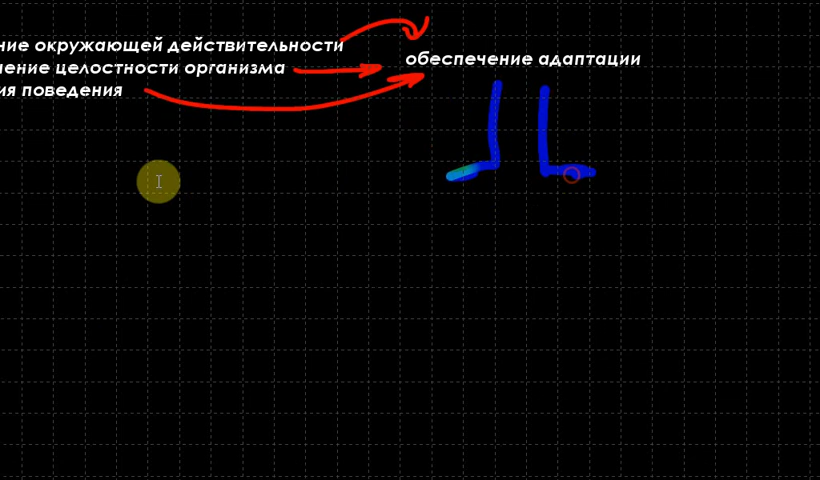 ние окружающей действительности
ение целостности организма
ия поведения
обеспечение адаптации